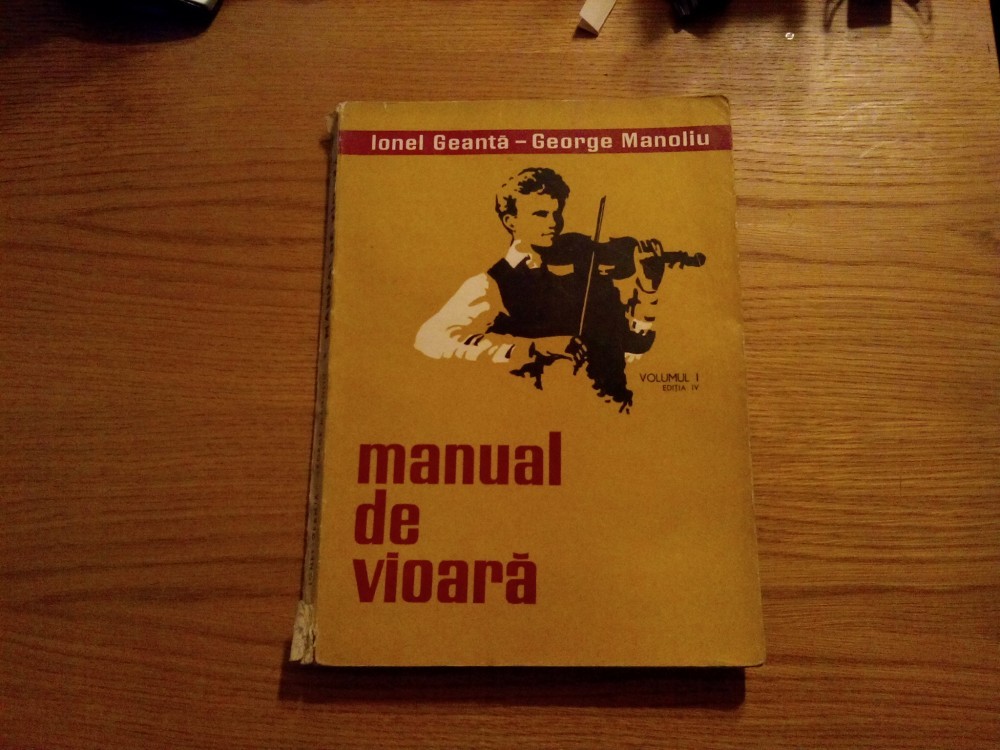 Ionel Geantă – George Manoliu
VOLUMUL I
EDIȚIA IV
manual
de
vioară